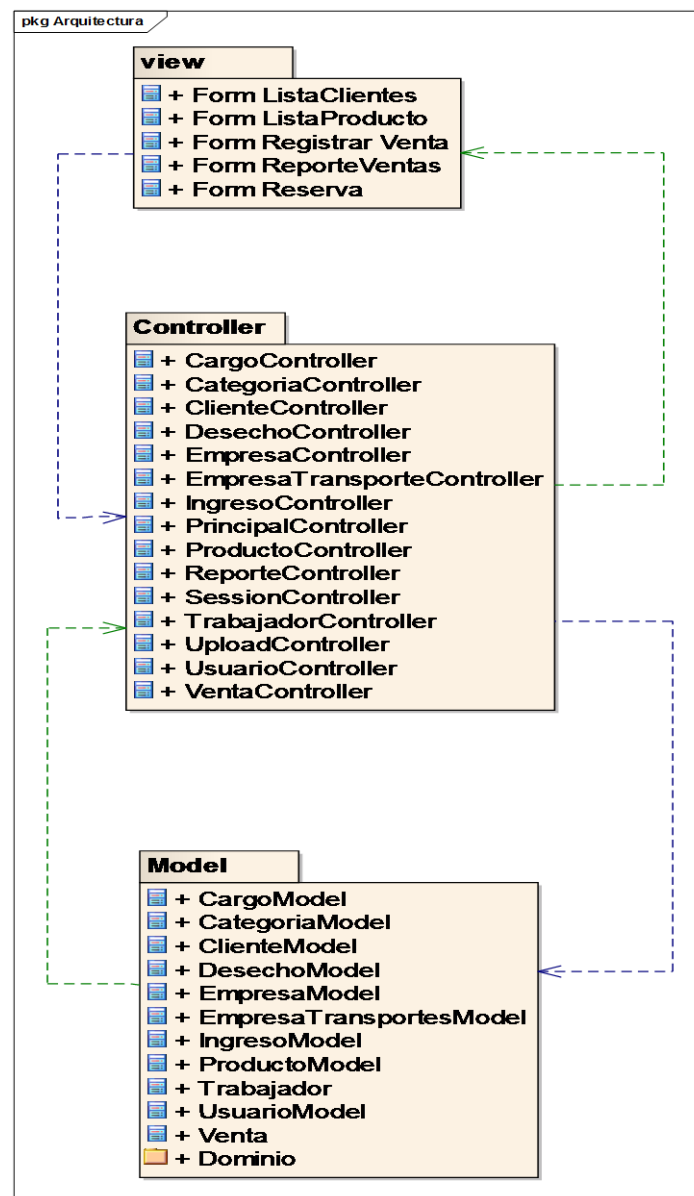 pkg Arquitectura
view
+ Form ListaClientes
+ Form ListaProducto
+ Form Registrar Venta
+ Form ReporteVentas
+ Form Reserva
Controller
+ CargoController
+ CategoriaController
+ ClienteController
+ DesechoController
+ EmpresaController
+ EmpresaTransporteController
+ IngresoController
+ PrincipalController
+ ProductoController
+ ReporteController
+ SessionController
+ TrabajadorController
+ UploadController
+ UsuarioController
+ VentaController
Model
+ CargoModel
+ CategoriaModel
+ ClienteModel
+ DesechoModel
+ EmpresaModel
+ EmpresaTransportesModel
+ IngresoModel
+ ProductoModel
+ Trabajador
+ UsuarioModel
+ Venta
+ Dominio